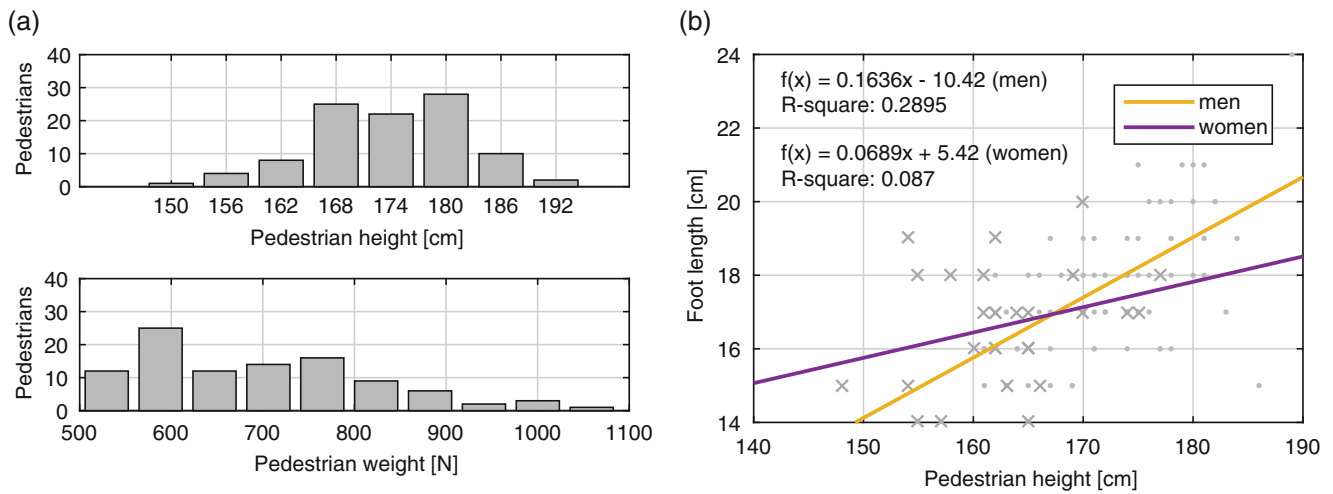 (a)
40
30
20
10
0
Pedestrians
150 156 162 168 174 180 186 192
Pedestrian height [cm]
40
30
20
10
0
Pedestrians
500 600 700 800 900 1000 1100
Pedestrian weight [N]
(b)
24
22
20
18
16
14
Foot length [cm]
f(x) = 0.1636x - 10.42 (men)
R-square: 0.2895
f(x) = 0.0689x + 5.42 (women)
R-square: 0.087
men
women
140 150 160 170 180 190
Pedestrian height [cm]